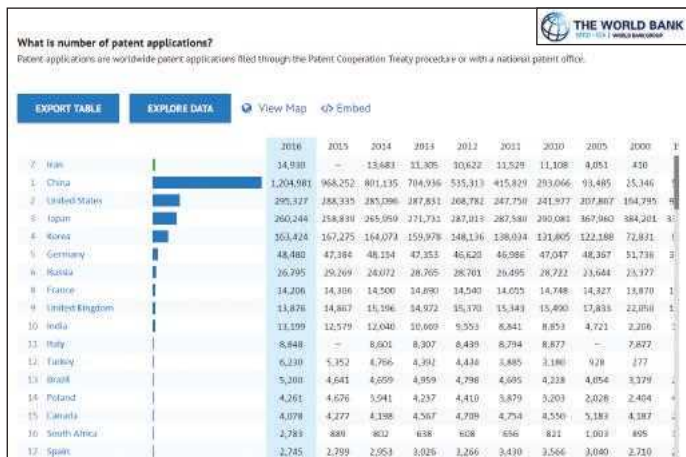 THE WORLD BANK
IBRD • IDA | WORLD BANK GROUP
What is number of patent applications?
Patent applications are worldwide patent applications filed through the Patent Cooperation Treaty procedure or with a national patent office.
EXPORT TABLE EXPLORE DATA View Map </> Embed
2016 2015 2014 2013 2012 2011 2010 2005 2000
7 Iran 14,930 – 13,683 11,305 10,622 11,529 11,108 4,051 410
1 China 1,204,981 968,252 801,135 704,936 535,313 415,829 293,066 93,485 25,346
2 United States 295,327 288,335 285,096 287,831 268,782 247,750 241,977 207,867 164,795
3 Japan 260,244 258,839 265,959 271,731 287,013 287,580 290,081 367,960 384,201
4 Korea 163,424 167,275 164,073 159,978 148,136 138,034 131,805 122,188 72,831
5 Germany 48,480 47,384 48,154 47,353 46,620 46,986 47,047 48,367 51,736
6 Russia 26,795 29,269 24,072 28,765 28,701 26,495 28,722 23,644 23,377
8 France 14,206 14,306 14,500 14,690 14,540 14,655 14,748 14,327 13,870
9 United Kingdom 13,876 14,867 15,196 14,972 15,370 15,343 15,490 17,833 22,050
10 India 13,199 12,579 12,040 10,669 9,553 8,841 8,853 4,721 2,206
11 Italy 8,848 – 8,601 8,307 8,439 8,794 8,877 – 7,877
12 Turkey 6,230 5,352 4,766 4,392 4,434 3,885 3,180 928 277
13 Brazil 5,200 4,641 4,659 4,959 4,798 4,695 4,228 4,054 3,179
14 Poland 4,261 4,676 3,941 4,237 4,410 3,879 3,203 2,028 2,404
15 Canada 4,078 4,277 4,198 4,567 4,709 4,754 4,550 5,183 4,187
16 South Africa 2,783 889 802 638 608 656 821 1,003 895
17 Spain 2,745 2,799 2,953 3,026 3,266 3,430 3,566 3,040 2,710